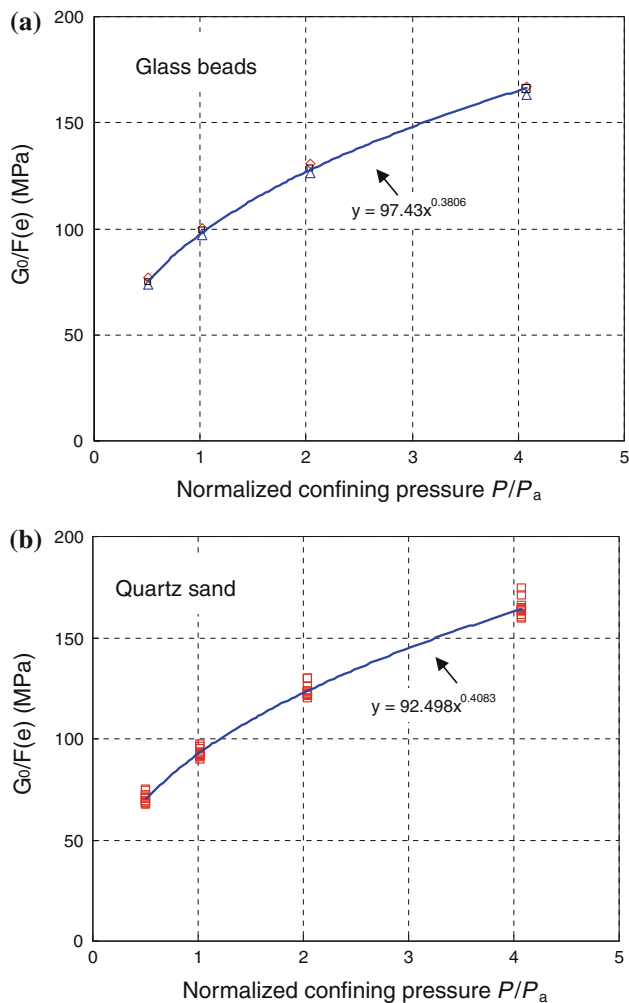 (a)
200
150
100
50
0
Glass beads
y = 97.43x^0.3806
G0/F(e) (MPa)
0 1 2 3 4 5
Normalized confining pressure P/Pa
(b)
200
150
100
50
0
Quartz sand
y = 92.498x^0.4083
G0/F(e) (MPa)
0 1 2 3 4 5
Normalized confining pressure P/Pa